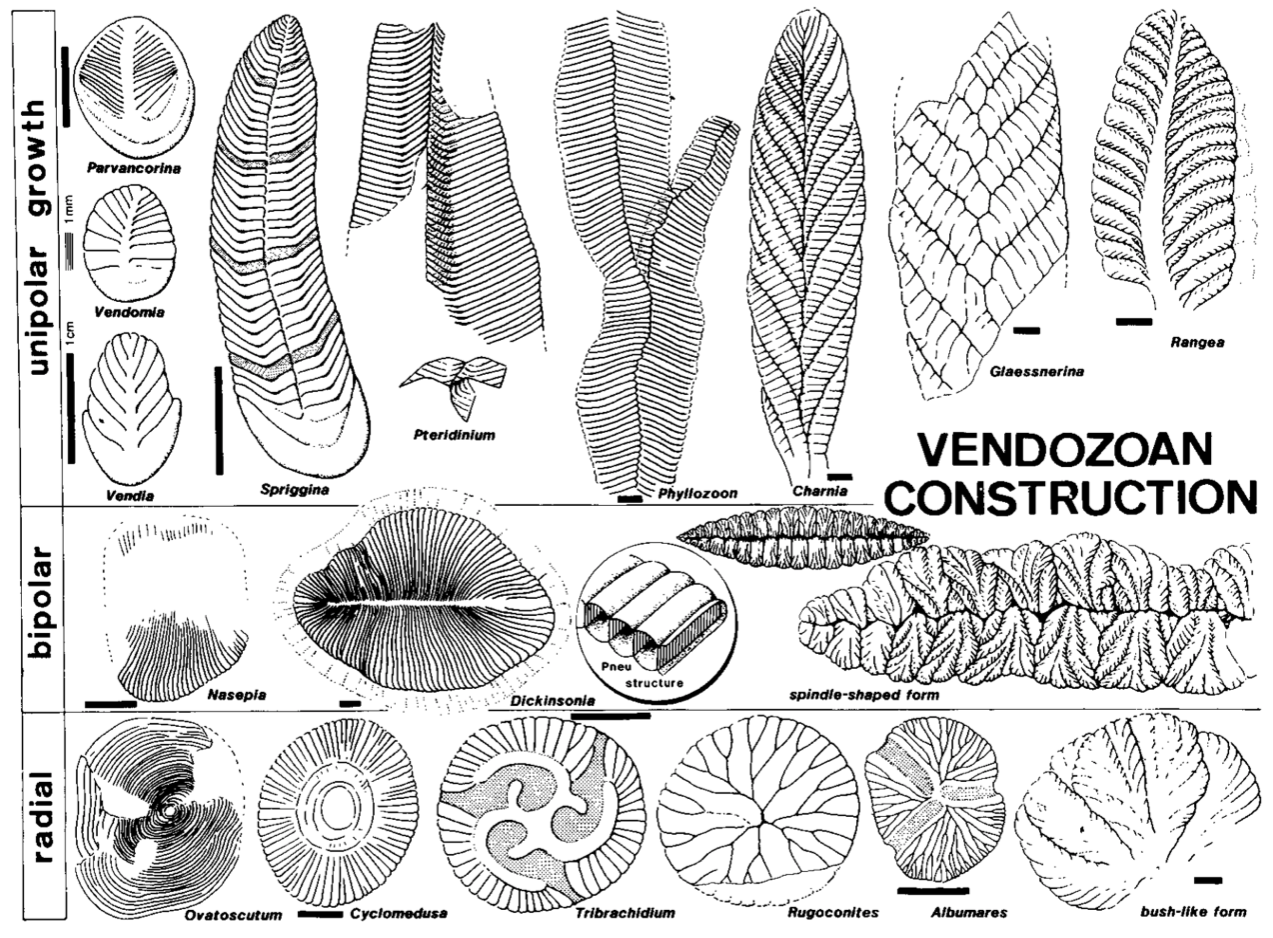 unipolar growth
Parvancorina
1 mm
Vendomia
1 cm
Vendia
Spriggina
Pteridinium
Phyllozoon
Charnia
Glaessnerina
Rangea
VENDOZOAN
CONSTRUCTION
bipolar
Nasepia
Dickinsonia
Pneu
structure
spindle-shaped form
radial
Ovatoscutum
Cyclomedusa
Tribrachidium
Rugoconites
Albumares
bush-like form